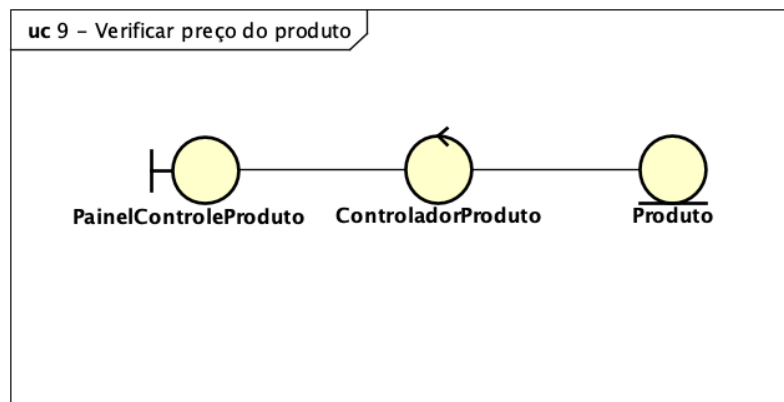 uc 9 - Verificar preço do produto
PainelControleProduto
ControladorProduto
Produto